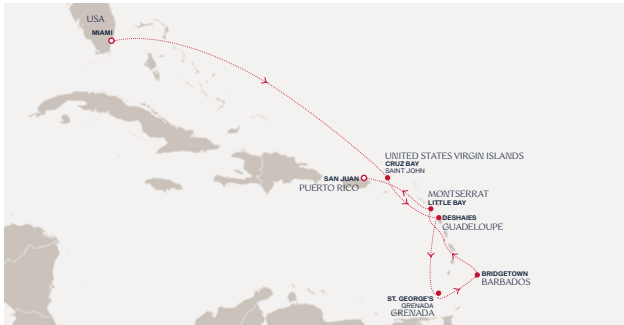 USA
MIAMI
UNITED STATES VIRGIN ISLANDS
CRUZ BAY
SAINT JOHN
SAN JUAN
PUERTO RICO
MONTSERRAT
LITTLE BAY
DESHAIES
GUADELOUPE
BRIDGETOWN
BARBADOS
ST. GEORGE'S
GRENADA
GRENADA